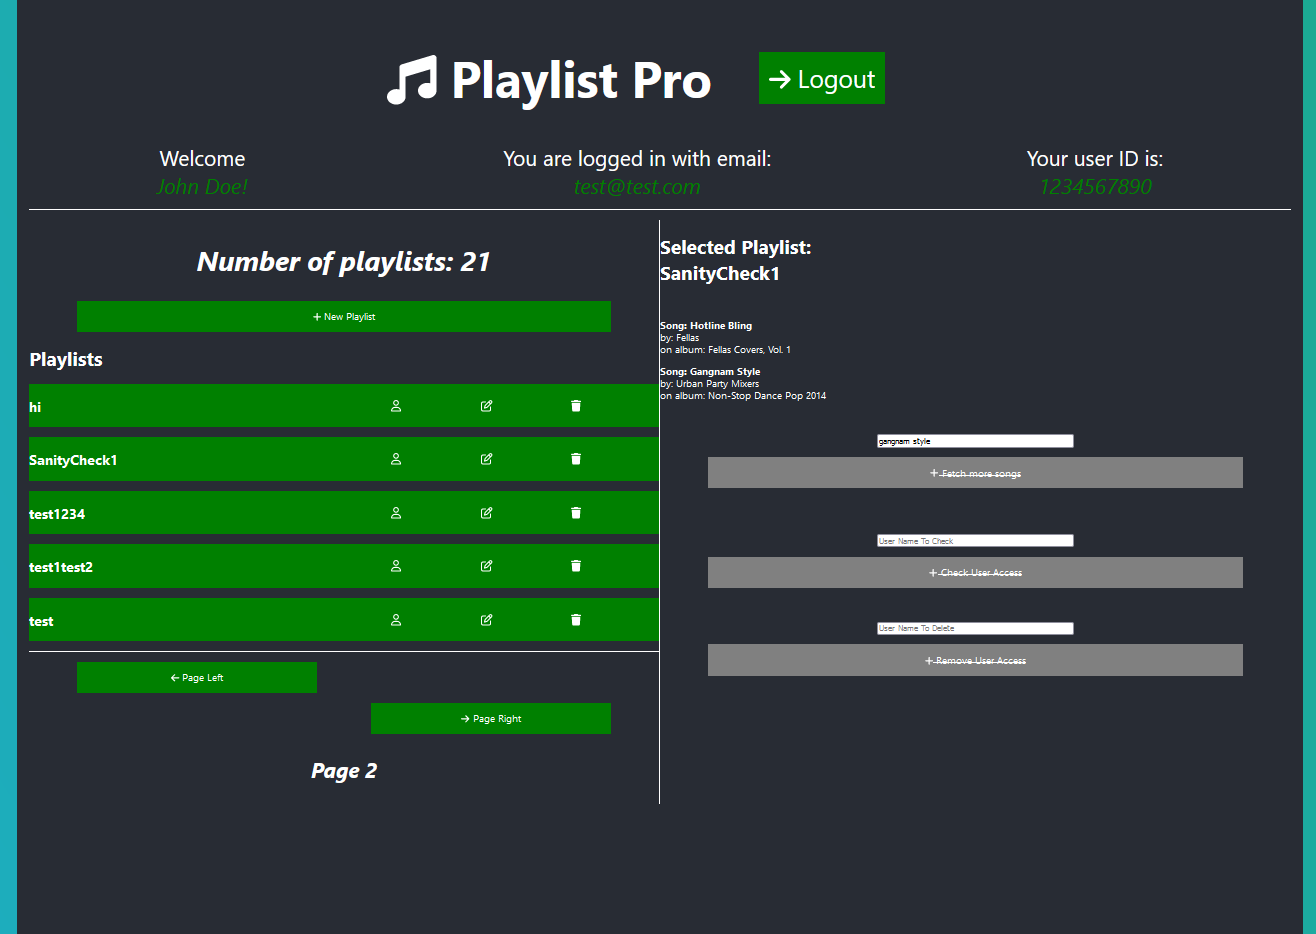 Playlist Pro
Logout
Welcome
John Doe!
You are logged in with email:
test@test.com
Your user ID is:
1234567890
Number of playlists: 21
+ New Playlist
Playlists
hi
SanityCheck1
test1234
test1test2
test
← Page Left
→ Page Right
Page 2
Selected Playlist:
SanityCheck1
Song: Hotline Bling
by: Fellas
on album: Fellas Covers, Vol. 1
Song: Gangnam Style
by: Urban Party Mixers
on album: Non-Stop Dance Pop 2014
gangnam style
+ Fetch more songs
User Name To Check
+ Check User Access
User Name To Delete
+ Remove User Access